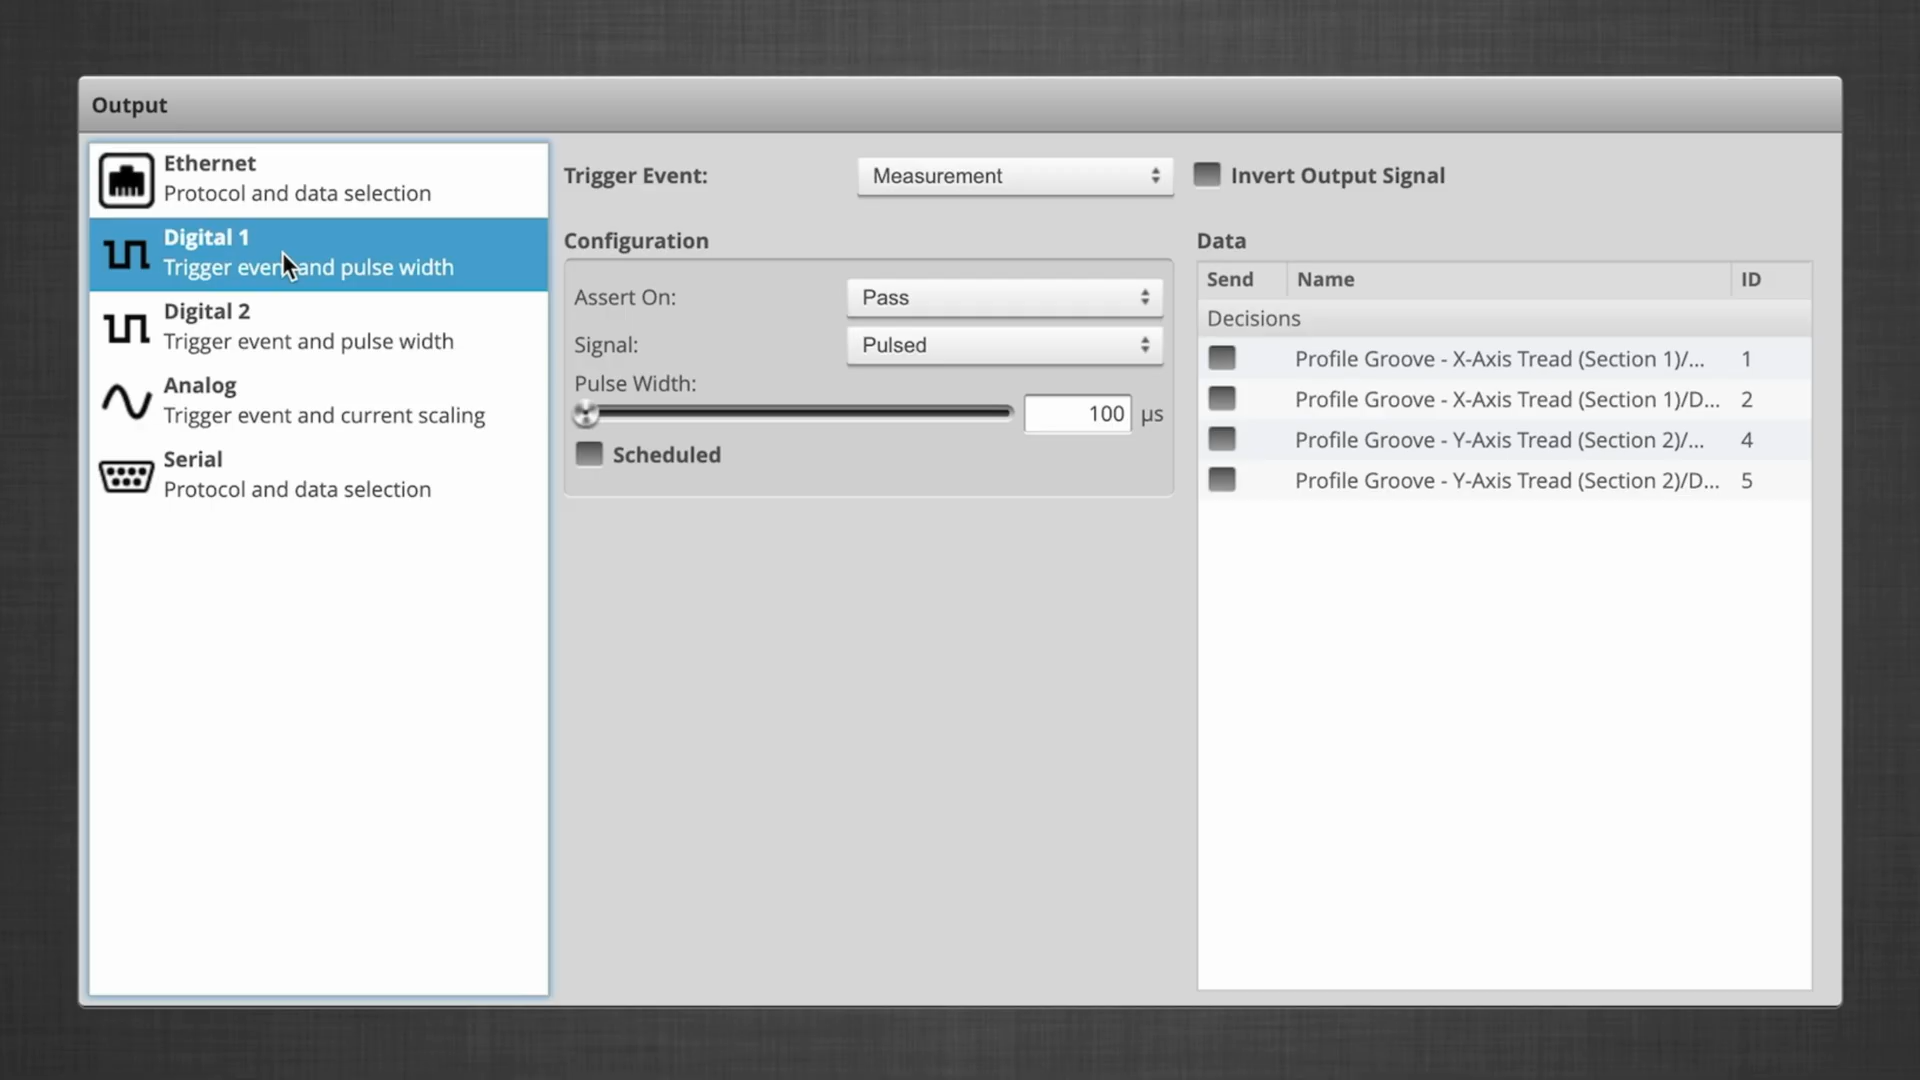 Output
Ethernet
Protocol and data selection
Digital 1
Trigger event and pulse width
Digital 2
Trigger event and pulse width
Analog
Trigger event and current scaling
Serial
Protocol and data selection
Trigger Event: Measurement
Invert Output Signal
Configuration
Assert On: Pass
Signal: Pulsed
Pulse Width:
100 µs
Scheduled
Data
Send Name ID
Decisions
Profile Groove - X-Axis Tread (Section 1)/... 1
Profile Groove - X-Axis Tread (Section 1)/D... 2
Profile Groove - Y-Axis Tread (Section 2)/... 4
Profile Groove - Y-Axis Tread (Section 2)/D... 5